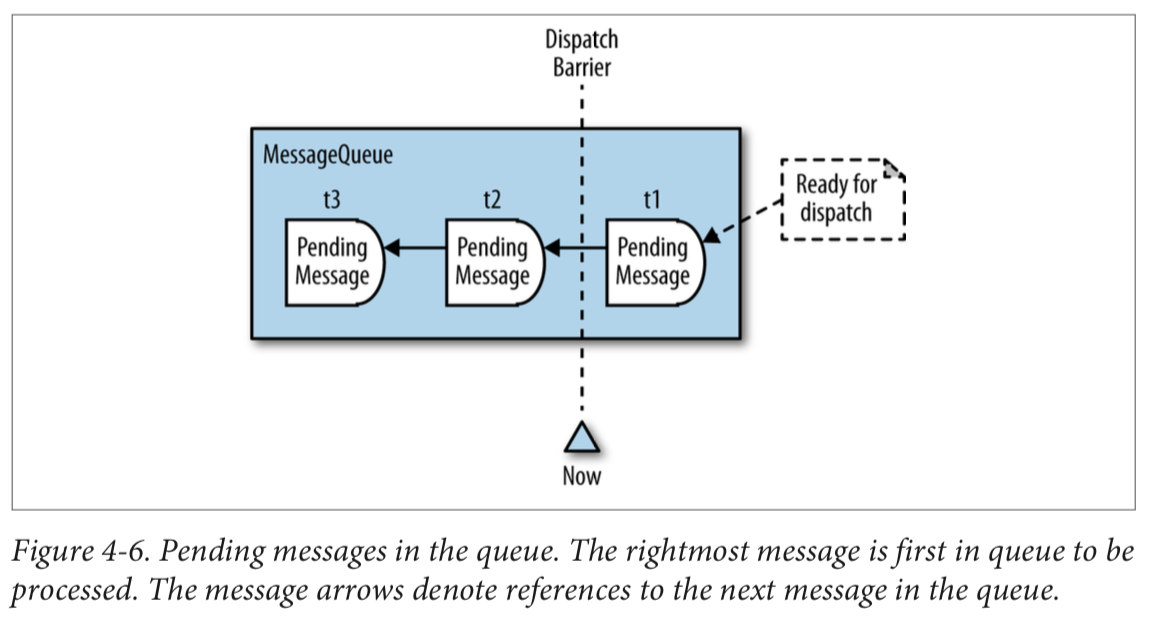 Dispatch
Barrier
MessageQueue
t3
t2
t1
Pending
Message
Pending
Message
Pending
Message
Ready for
dispatch
Now
Figure 4-6. Pending messages in the queue. The rightmost message is first in queue to be
processed. The message arrows denote references to the next message in the queue.